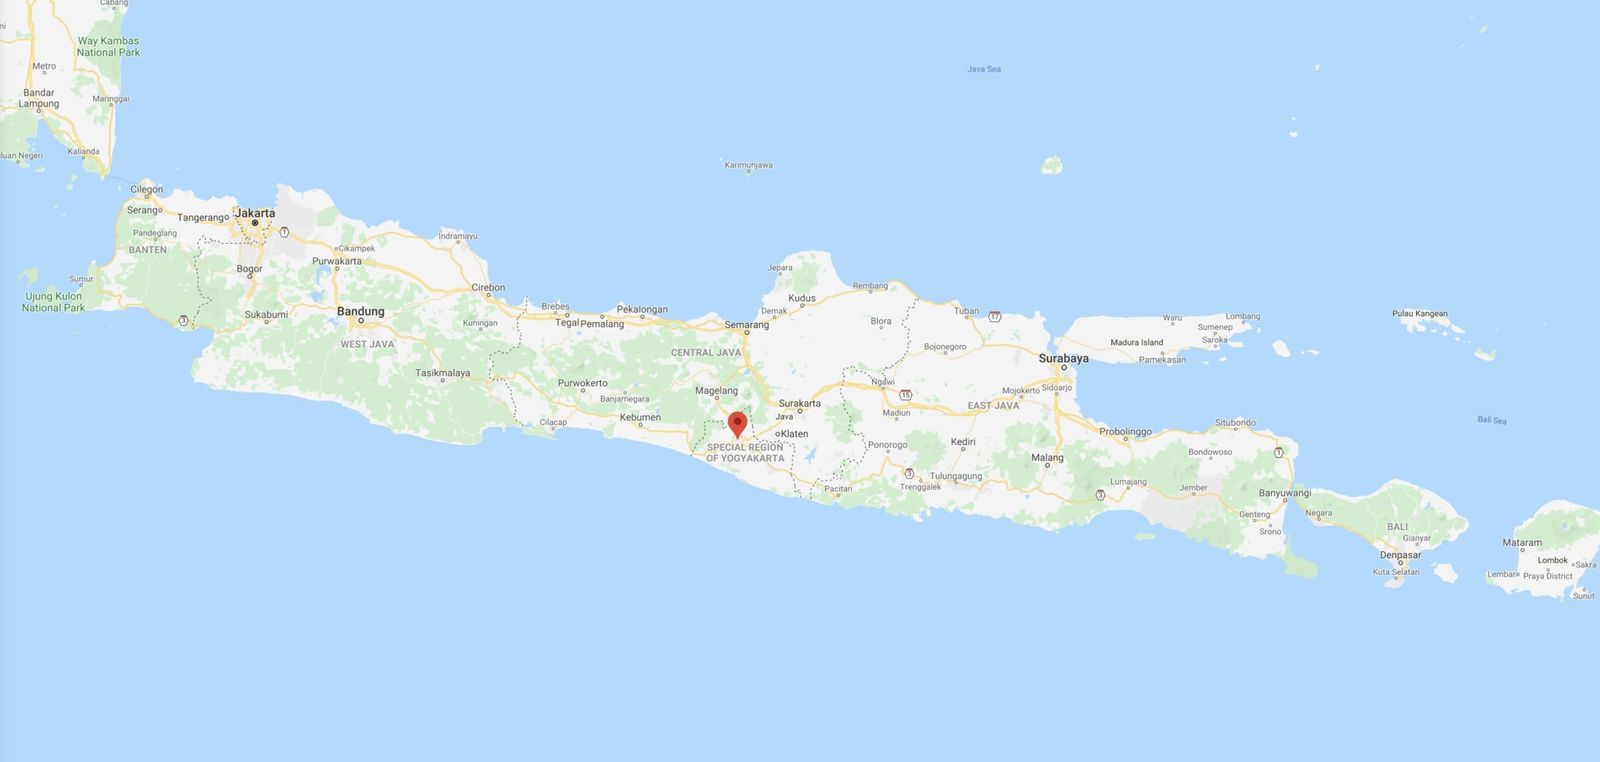 Cabang
Way Kambas
National Park
Metro
Bandar
Lampung
Maringgai
Kalianda
luan Negeri
Java Sea
Karimunjawa
Cilegon
Serang
Tangerang
Jakarta
1
Pandeglang
BANTEN
Cikampek
Indramayu
Bogor
Purwakarta
Sumur
Ujung Kulon
National Park
3
Sukabumi
Bandung
WEST JAVA
Cirebon
Kuningan
Tasikmalaya
Brebes
Tegal
Pemalang
Pekalongan
Semarang
Jepara
Kudus
Demak
Rembang
Blora
CENTRAL JAVA
Purwokerto
Banjarnegara
Magelang
Kebumen
Cilacap
Surakarta
Java
Klaten
SPECIAL REGION
OF YOGYAKARTA
Pacitan
Tuban
17
Bojonegoro
Ngawi
15
Madiun
Mojokerto
Sidoarjo
Surabaya
EAST JAVA
Ponorogo
Kediri
3
Trenggalek
Tulungagung
Malang
Waru
Sumenep
Lombang
Saroka
Madura Island
Pamekasan
Pulau Kangean
Bali Sea
Probolinggo
Situbondo
Bondowoso
1
Lumajang
3
Jember
Banyuwangi
Genteng
Srono
Negara
BALI
Gianyar
Denpasar
Kuta Selatan
Mataram
Lombok
Sakra
Lembar
Praya District
Sunut